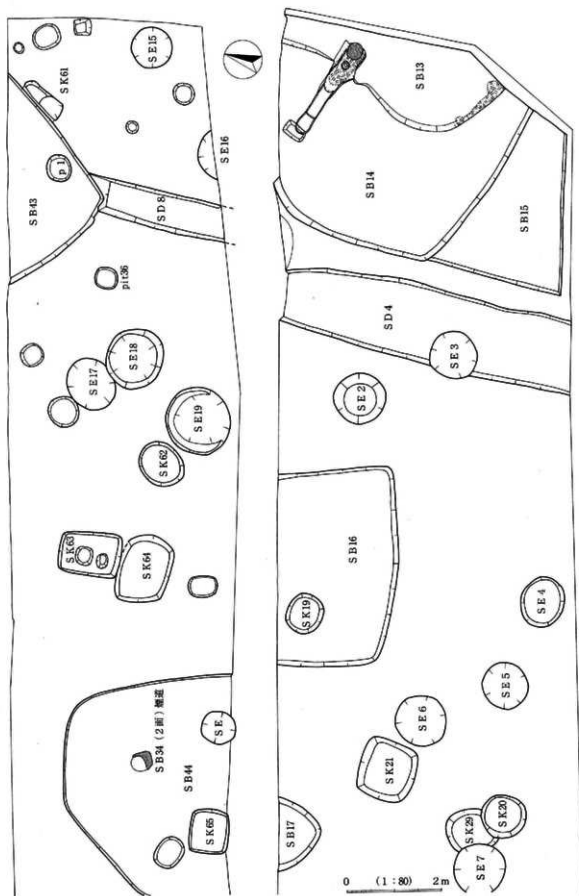 SK61
SE15
SE16
p1
SB43
SD8
pit36
SE18
SE17
SE19
SK62
SK63
SK64
SB34 (2面) 煙道
SE
SB44
SK65
SB13
SB14
SB15
SD4
SE3
SE2
SB16
SK19
SE4
SE5
SE6
SK21
SB17
SK29
SK20
SE7
0 (1:80) 2m